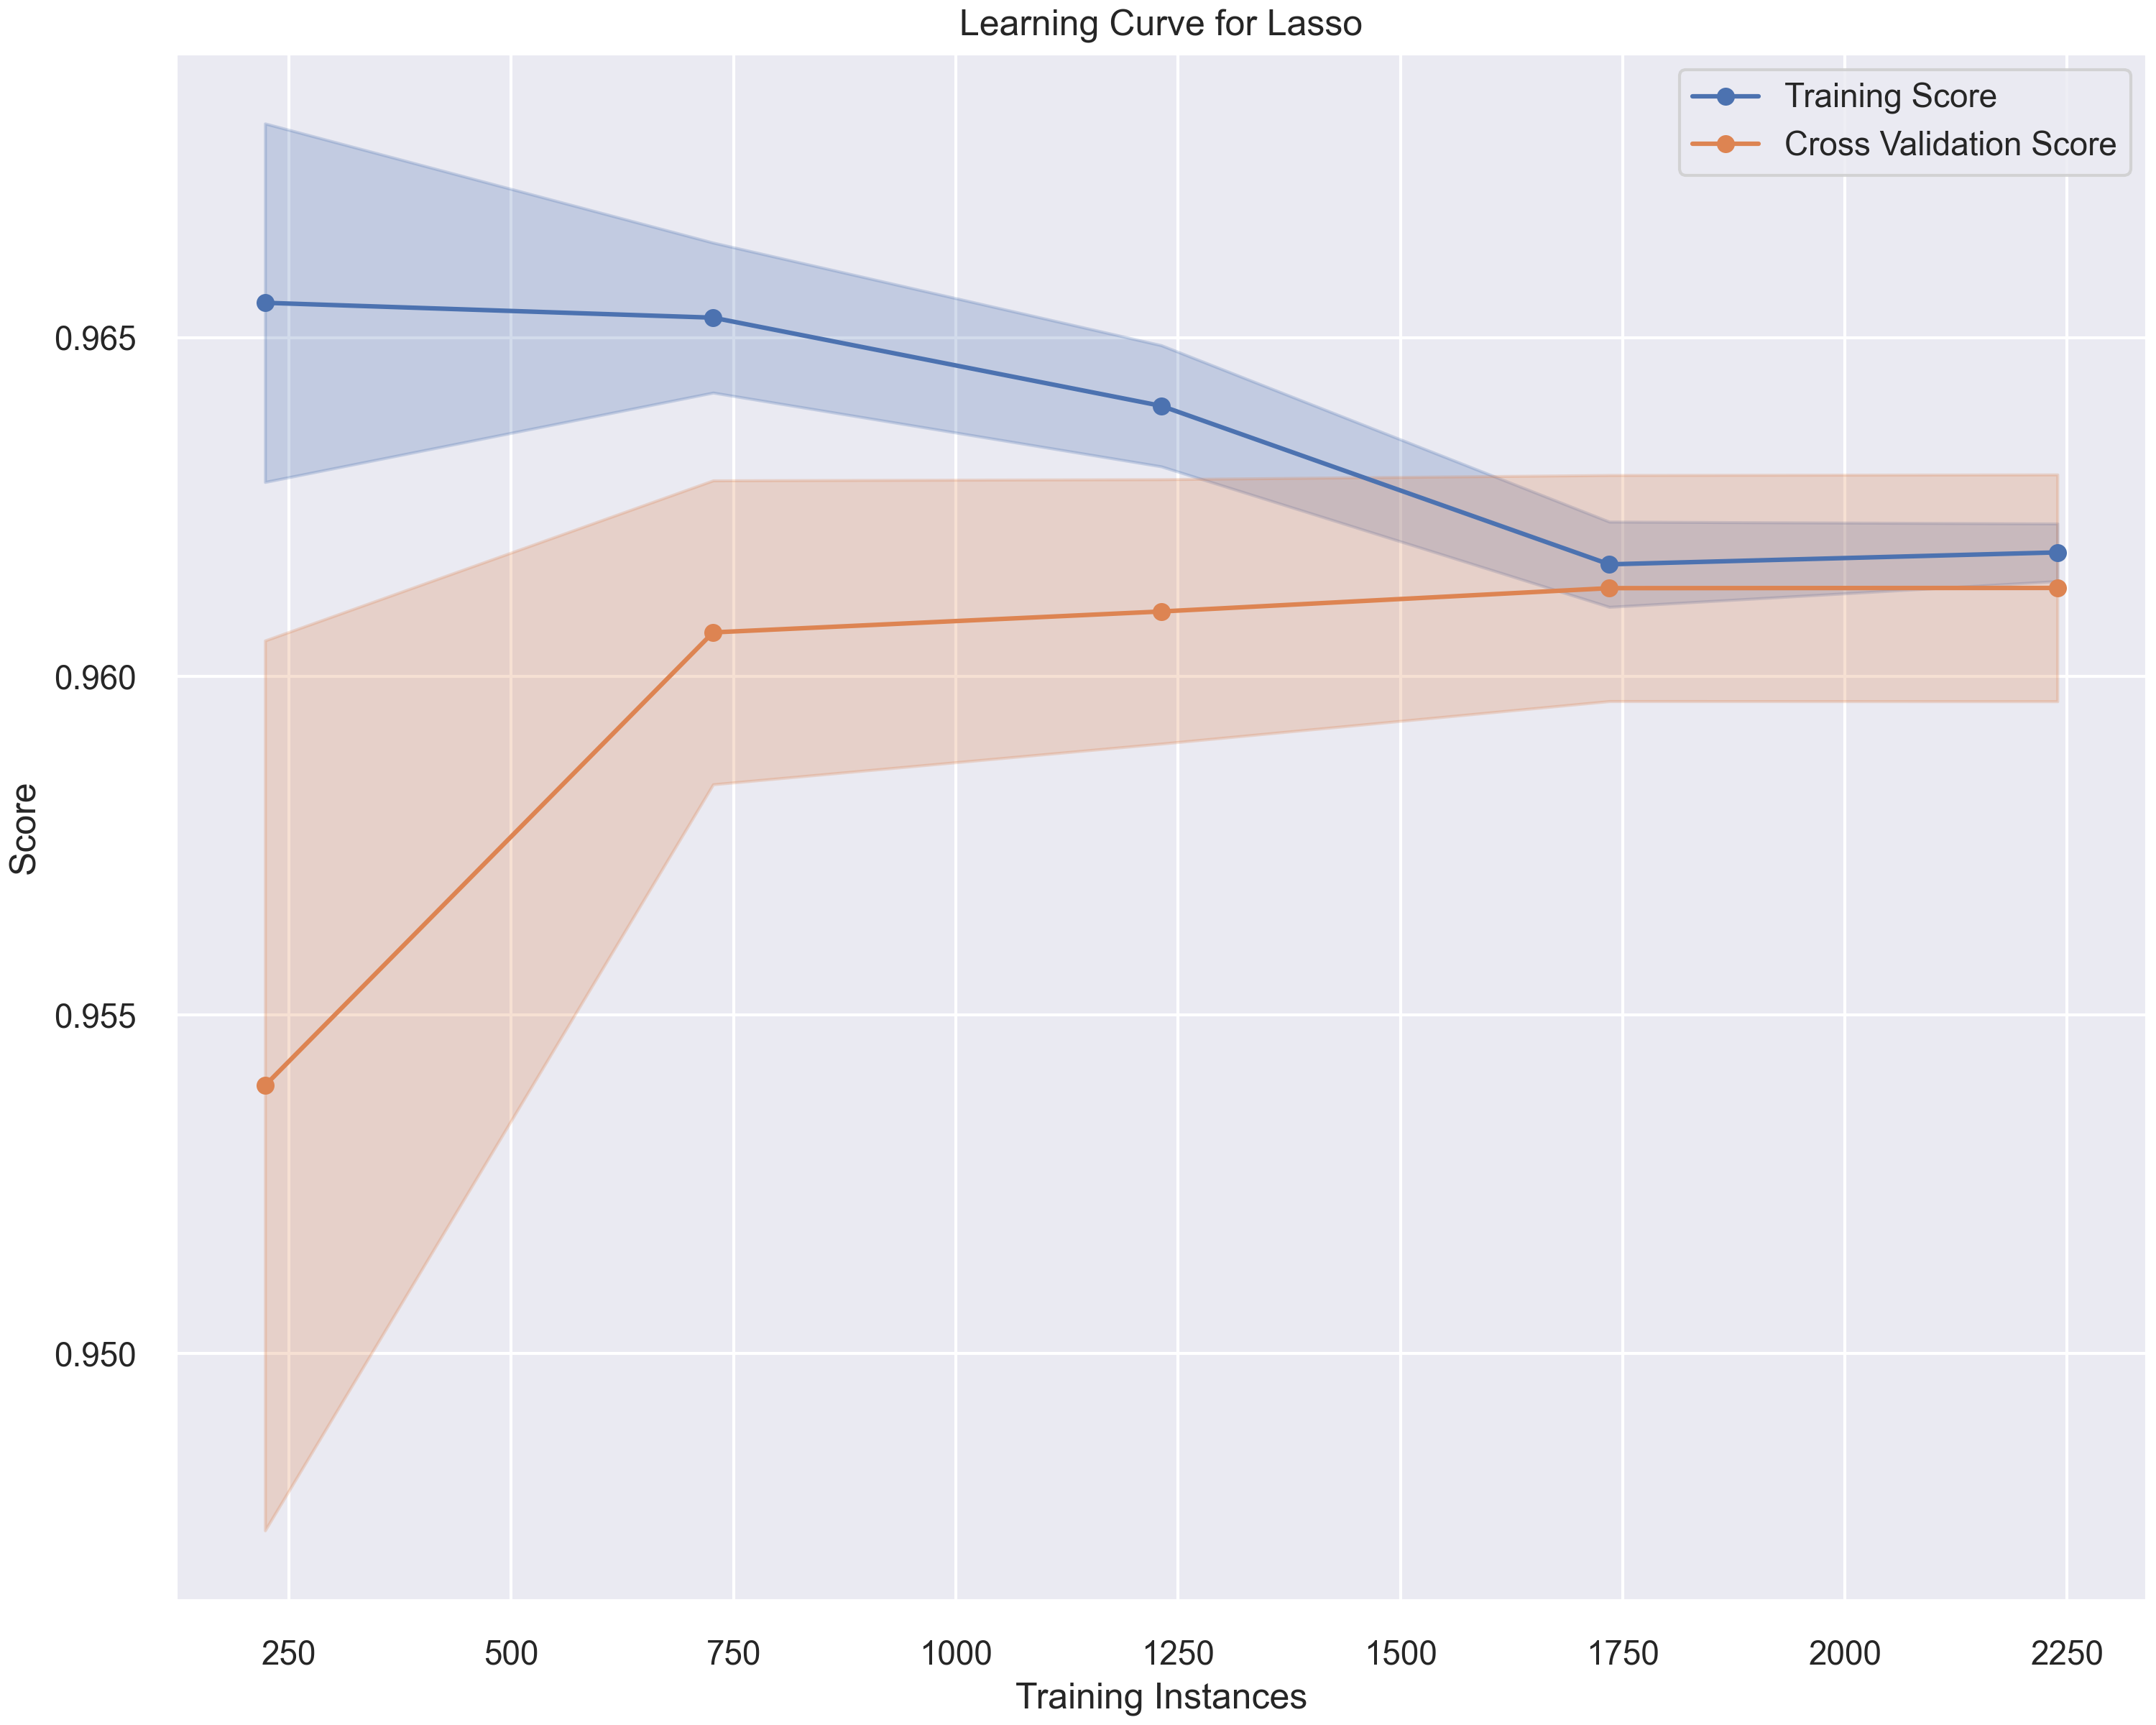 Learning Curve for Lasso
Training Score
Cross Validation Score
0.965
0.960
0.955
0.950
Score
250 500 750 1000 1250 1500 1750 2000 2250
Training Instances